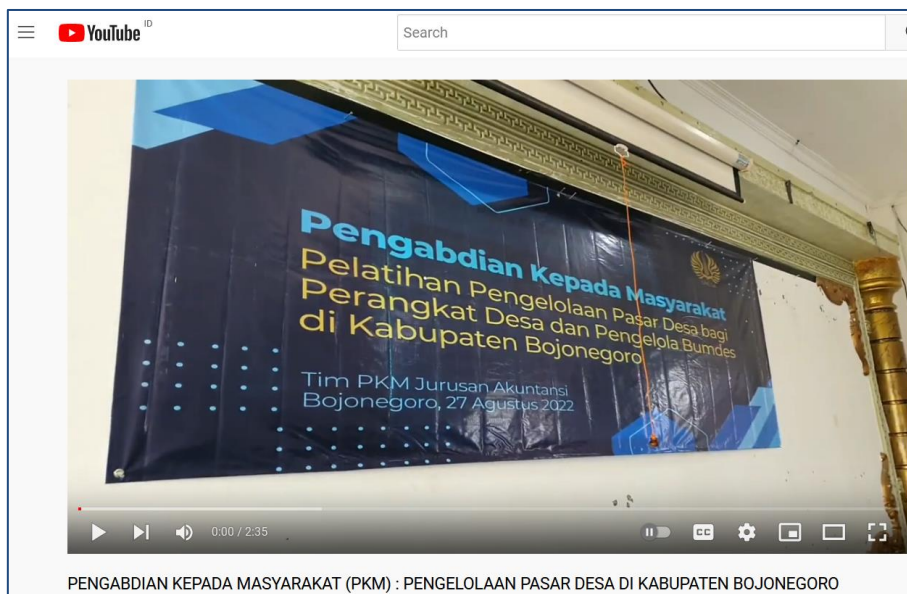 YouTube ID
Search
Pengabdian Kepada Masyarakat
Pelatihan Pengelolaan Pasar Desa bagi
Perangkat Desa dan Pengelola Bumdes
di Kabupaten Bojonegoro
Tim PKM Jurusan Akuntansi
Bojonegoro, 27 Agustus 2022
0:00 / 2:35
CC
PENGABDIAN KEPADA MASYARAKAT (PKM) : PENGELOLAAN PASAR DESA DI KABUPATEN BOJONEGORO